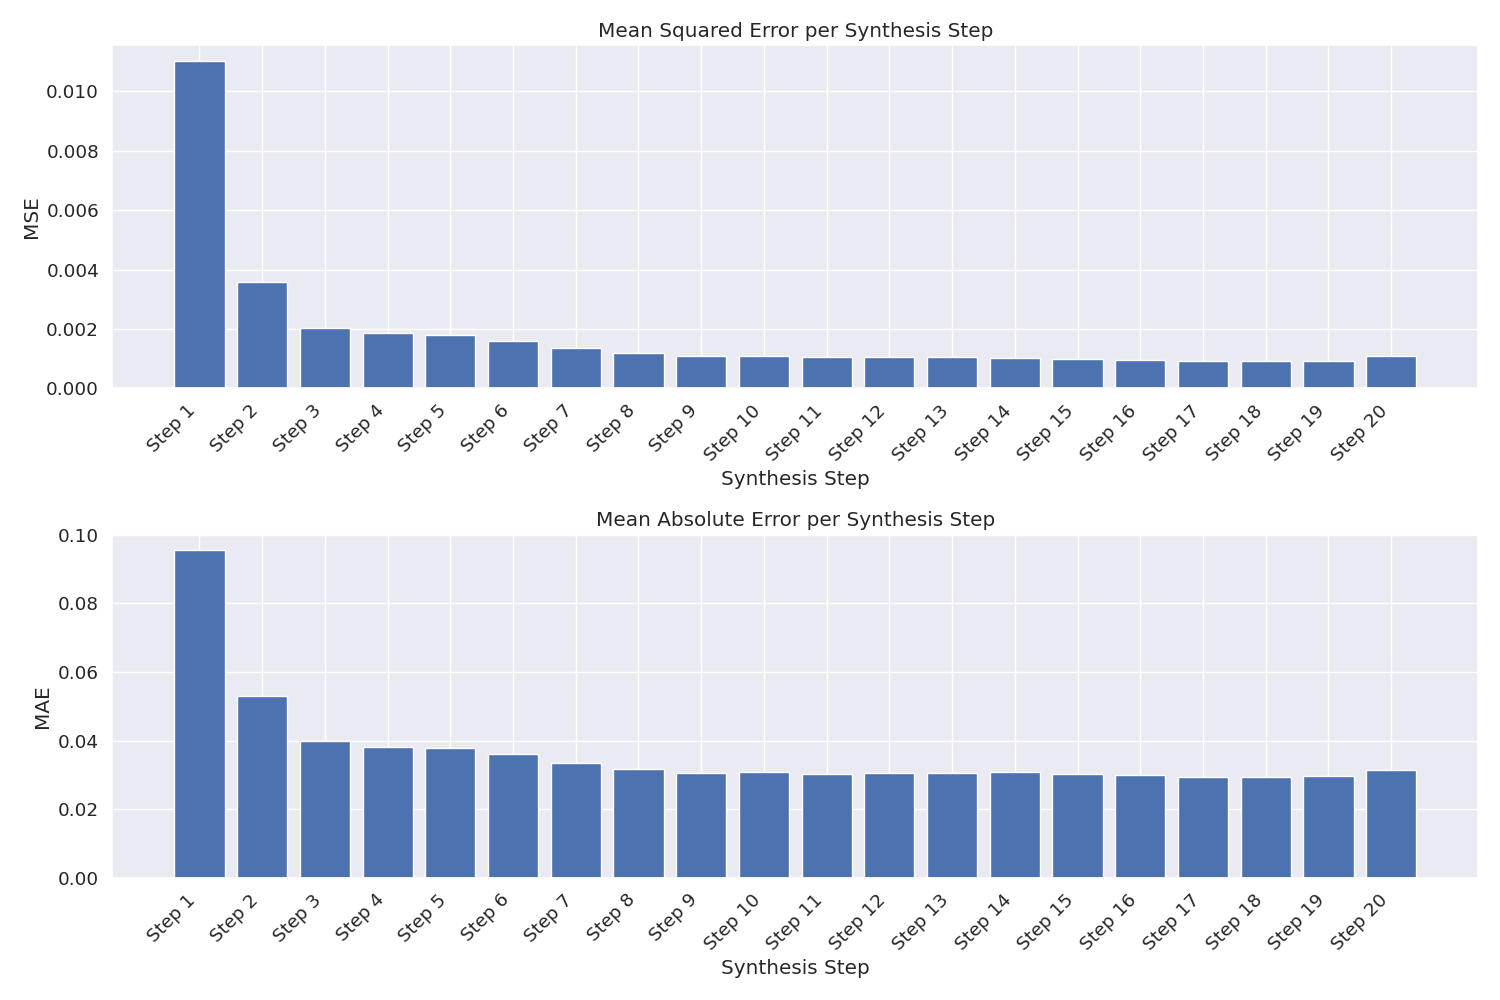 Mean Squared Error per Synthesis Step
MSE
0.010
0.008
0.006
0.004
0.002
0.000
Step 1
Step 2
Step 3
Step 4
Step 5
Step 6
Step 7
Step 8
Step 9
Step 10
Step 11
Step 12
Step 13
Step 14
Step 15
Step 16
Step 17
Step 18
Step 19
Step 20
Synthesis Step
Mean Absolute Error per Synthesis Step
MAE
0.10
0.08
0.06
0.04
0.02
0.00
Step 1
Step 2
Step 3
Step 4
Step 5
Step 6
Step 7
Step 8
Step 9
Step 10
Step 11
Step 12
Step 13
Step 14
Step 15
Step 16
Step 17
Step 18
Step 19
Step 20
Synthesis Step